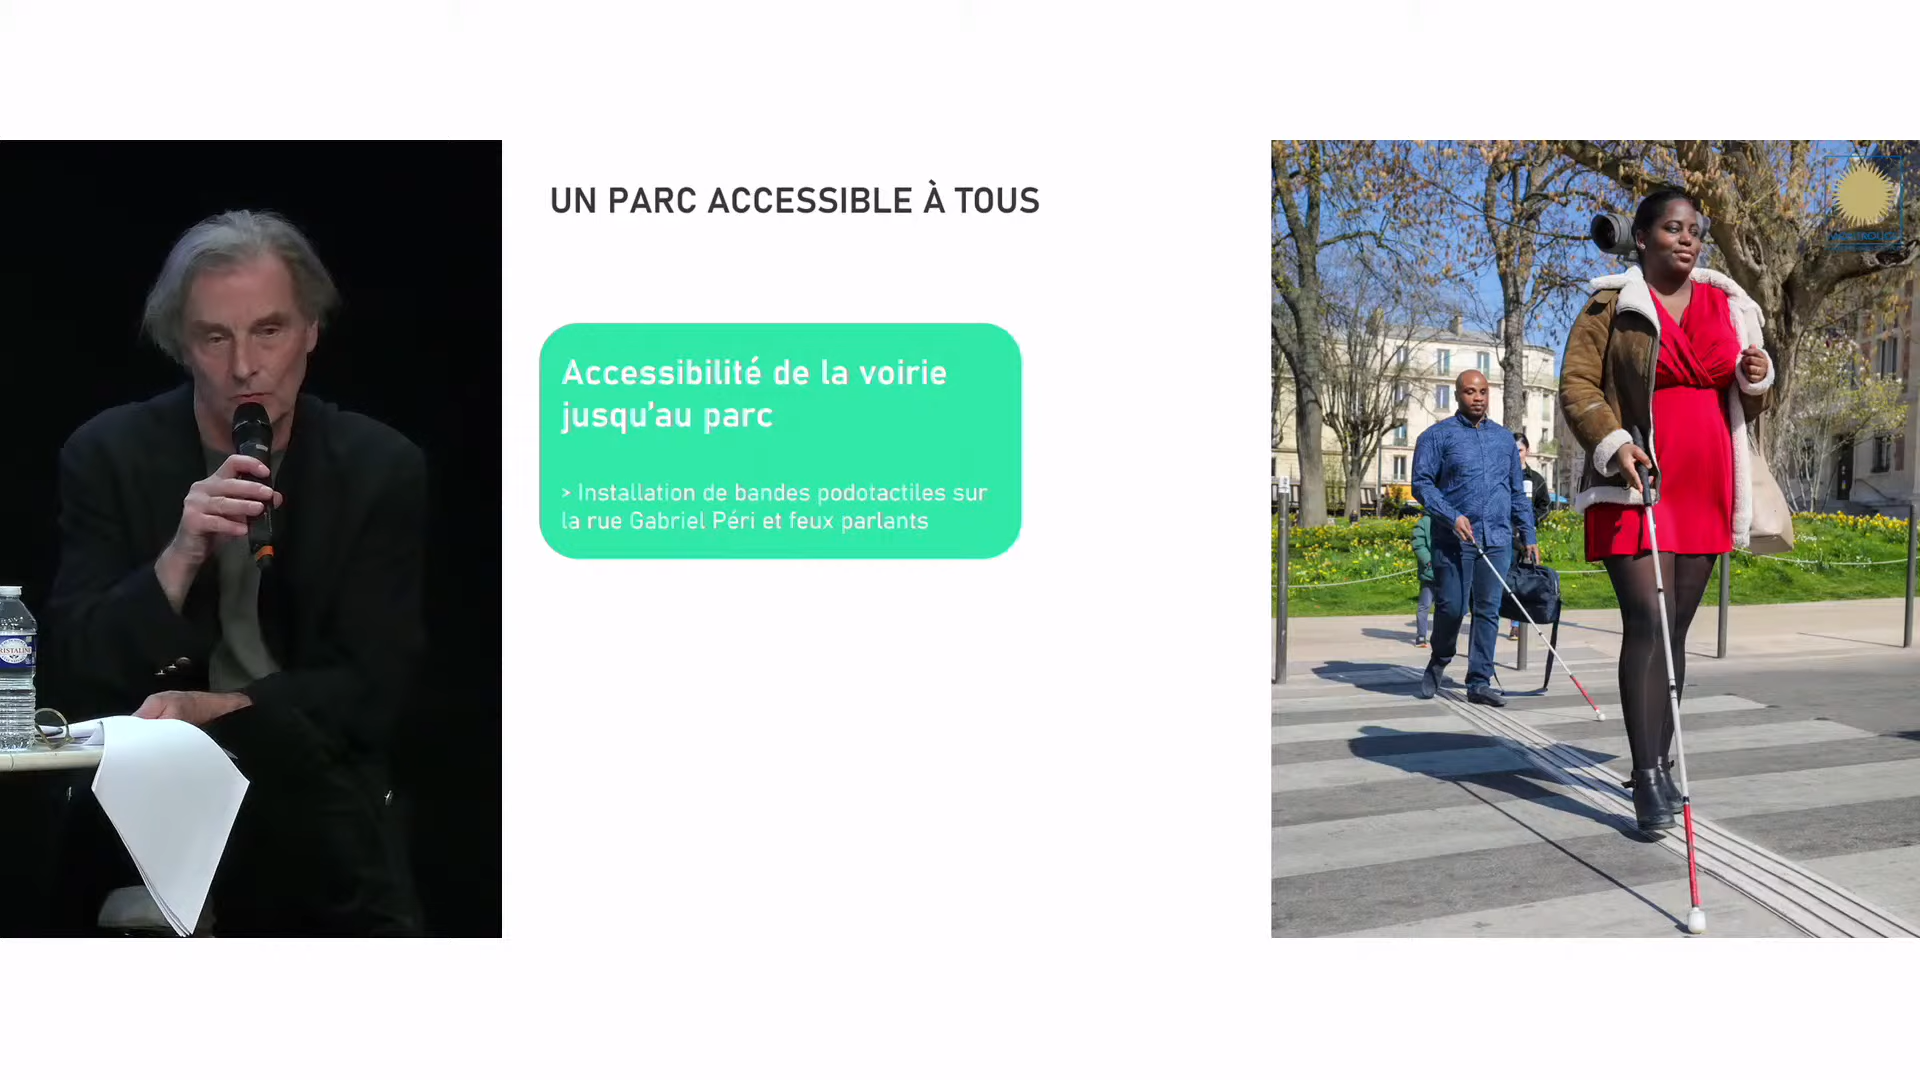 UN PARC ACCESSIBLE À TOUS
Accessibilité de la voirie
jusqu'au parc
> Installation de bandes podotactiles sur
la rue Gabriel Péri et feux parlants